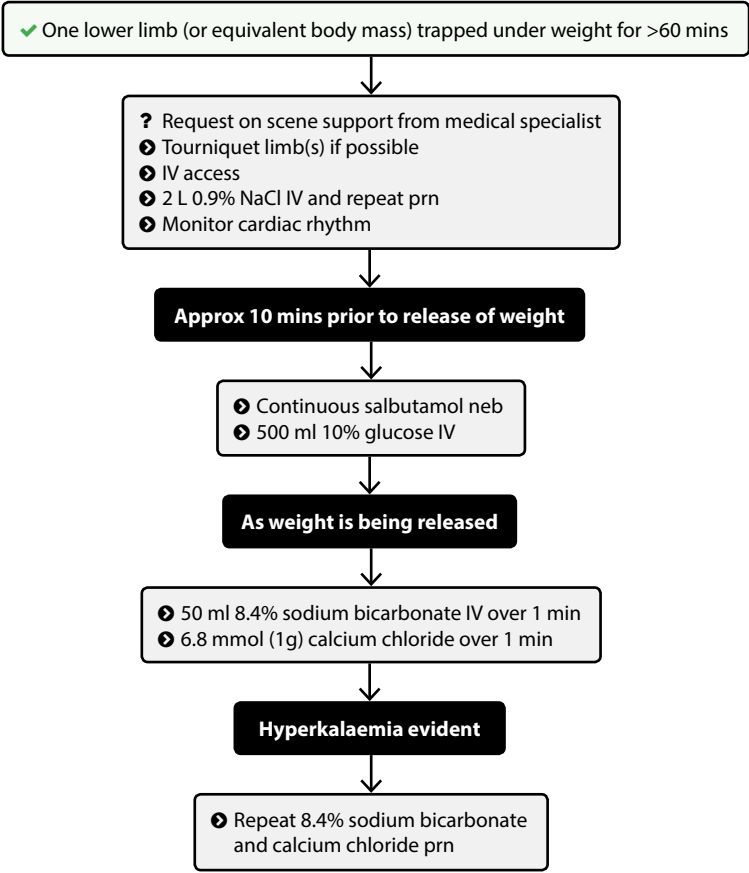 ✔ One lower limb (or equivalent body mass) trapped under weight for >60 mins
? Request on scene support from medical specialist
Tourniquet limb(s) if possible
IV access
2 L 0.9% NaCl IV and repeat prn
Monitor cardiac rhythm
Approx 10 mins prior to release of weight
Continuous salbutamol neb
500 ml 10% glucose IV
As weight is being released
50 ml 8.4% sodium bicarbonate IV over 1 min
6.8 mmol (1g) calcium chloride over 1 min
Hyperkalaemia evident
Repeat 8.4% sodium bicarbonate
and calcium chloride prn